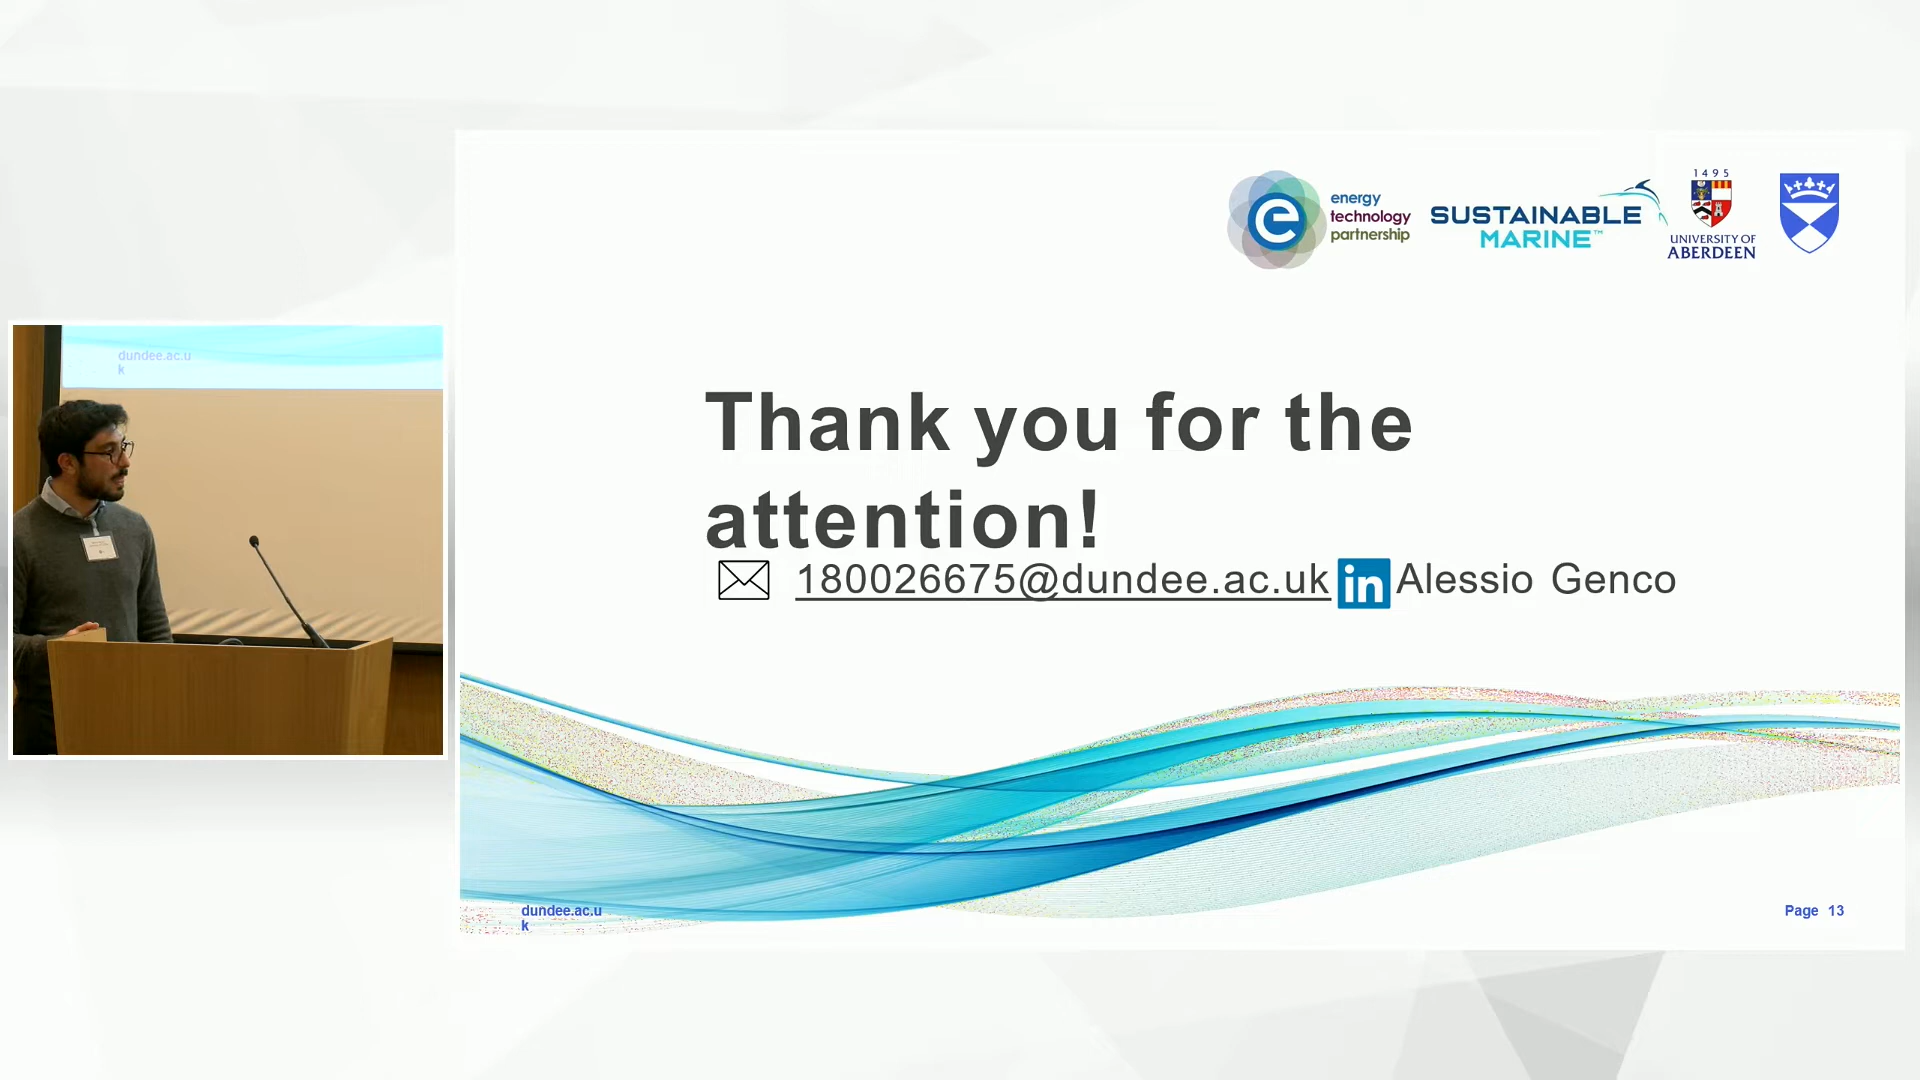 energy
technology
partnership
SUSTAINABLE
MARINE™
1495
UNIVERSITY OF
ABERDEEN
dundee.ac.u
k
Thank you for the
attention!
180026675@dundee.ac.uk
in Alessio Genco
dundee.ac.u
k
Page 13